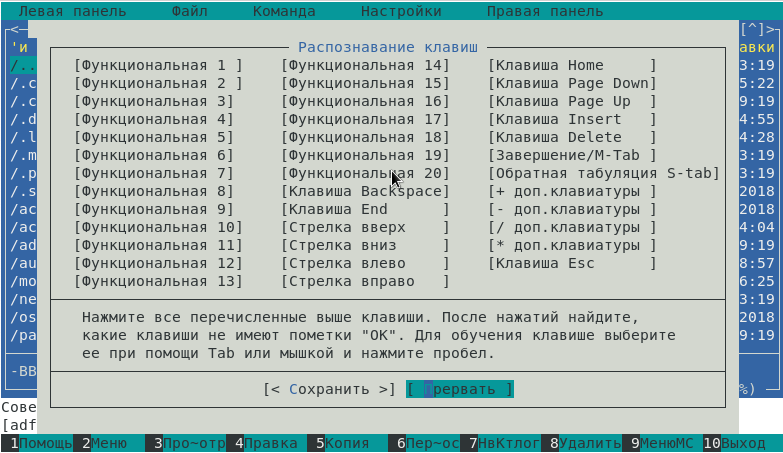 Левая панель Файл Команда Настройки Правая панель
<- [^]>
Распознавание клавиш
'и авки
/.. [Функциональная 1 ] [Функциональная 14] [Клавиша Home ] 3:19
/.c [Функциональная 2 ] [Функциональная 15] [Клавиша Page Down] 5:22
/.c [Функциональная 3] [Функциональная 16] [Клавиша Page Up ] 9:19
/.d [Функциональная 4] [Функциональная 17] [Клавиша Insert ] 4:55
/.l [Функциональная 5] [Функциональная 18] [Клавиша Delete ] 4:28
/.m [Функциональная 6] [Функциональная 19] [Завершение/M-Tab ] 3:19
/.p [Функциональная 7] [Функциональная 20] [Обратная табуляция S-tab] 3:19
/.s [Функциональная 8] [Клавиша Backspace] [+ доп.клавиатуры ] 2018
/ac [Функциональная 9] [Клавиша End ] [- доп.клавиатуры ] 2018
/ac [Функциональная 10] [Стрелка вверх ] [/ доп.клавиатуры ] 4:04
/ad [Функциональная 11] [Стрелка вниз ] [* доп.клавиатуры ] 9:19
/au [Функциональная 12] [Стрелка влево ] [Клавиша Esc ] 8:57
/mo [Функциональная 13] [Стрелка вправо ] 6:25
/ne 3:19
/os Нажмите все перечисленные выше клавиши. После нажатий найдите, 2018
/pa какие клавиши не имеют пометки "OK". Для обучения клавише выберите 9:19
ее при помощи Tab или мышкой и нажмите пробел.
-ВВ
[< Сохранить >] [ Прервать ] %)
Сове
[adf
1Помощь 2Меню 3Про~отр 4Правка 5Копия 6Пер~ос 7НвКтлог 8Удалить 9МенюMC 10Выход